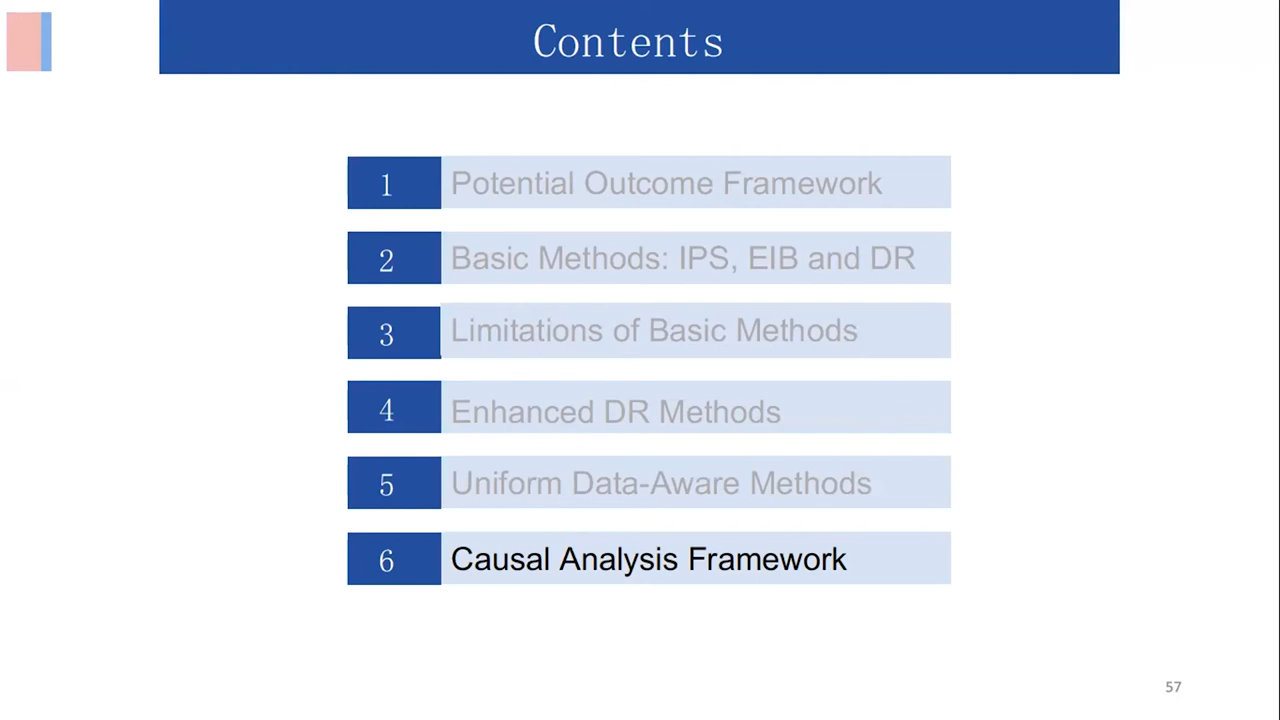 Contents
1 Potential Outcome Framework
2 Basic Methods: IPS, EIB and DR
3 Limitations of Basic Methods
4 Enhanced DR Methods
5 Uniform Data-Aware Methods
6 Causal Analysis Framework
57